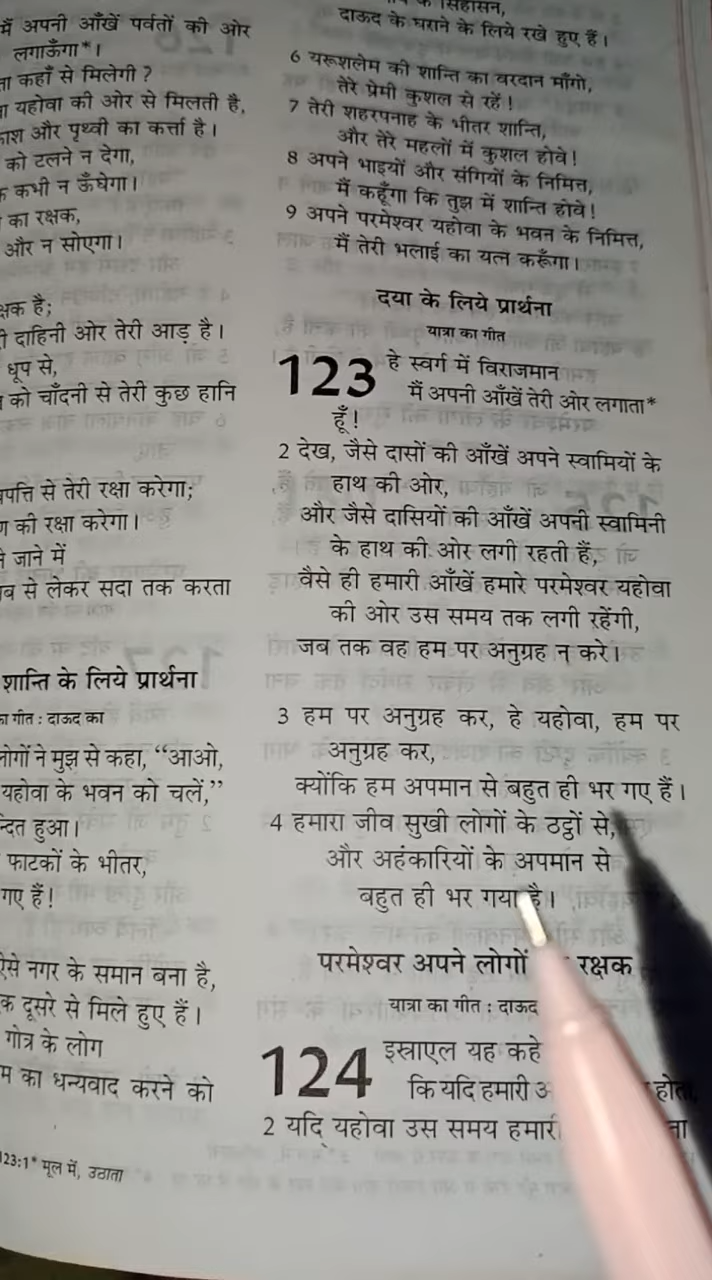 मैं अपनी आँखें पर्वतों की ओर
लगाऊँगा*।
कहाँ से मिलेगी ?
यहोवा की ओर से मिलती है,
और पृथ्वी का कर्त्ता है।
को टलने न देगा,
कभी न ऊँघेगा।
का रक्षक,
और न सोएगा।
है;
दाहिनी ओर तेरी आड़ है।
धूप से,
को चाँदनी से तेरी कुछ हानि
से तेरी रक्षा करेगा;
की रक्षा करेगा।
जाने में
से लेकर सदा तक करता
शान्ति के लिये प्रार्थना
गीत : दाऊद का
लोगों ने मुझ से कहा, “आओ,
यहोवा के भवन को चलें,”
हुआ।
फाटकों के भीतर,
गए हैं!
ऐसे नगर के समान बना है,
दूसरे से मिले हुए हैं।
गोत्र के लोग
का धन्यवाद करने को
123:1* मूल में, उठाता
के सिंहासन,
दाऊद के घराने के लिये रखे हुए हैं।
6 यरूशलेम की शान्ति का वरदान माँगो,
तेरे प्रेमी कुशल से रहें !
7 तेरी शहरपनाह के भीतर शान्ति,
और तेरे महलों में कुशल होवे!
8 अपने भाइयों और संगियों के निमित्त,
मैं कहूँगा कि तुझ में शान्ति होवे!
9 अपने परमेश्वर यहोवा के भवन के निमित्त,
मैं तेरी भलाई का यत्न करूँगा।
दया के लिये प्रार्थना
यात्रा का गीत
123 हे स्वर्ग में विराजमान
मैं अपनी आँखें तेरी ओर लगाता*
हूँ!
2 देख, जैसे दासों की आँखें अपने स्वामियों के
हाथ की ओर,
और जैसे दासियों की आँखें अपनी स्वामिनी
के हाथ की ओर लगी रहती हैं,
वैसे ही हमारी आँखें हमारे परमेश्वर यहोवा
की ओर उस समय तक लगी रहेंगी,
जब तक वह हम पर अनुग्रह न करे।
3 हम पर अनुग्रह कर, हे यहोवा, हम पर
अनुग्रह कर,
क्योंकि हम अपमान से बहुत ही भर गए हैं।
4 हमारा जीव सुखी लोगों के ठट्ठों से,
और अहंकारियों के अपमान से
बहुत ही भर गया है।
परमेश्वर अपने लोगों रक्षक
यात्रा का गीत : दाऊद
124 इस्राएल यह कहे
कि यदि हमारी होता,
2 यदि यहोवा उस समय हमारी